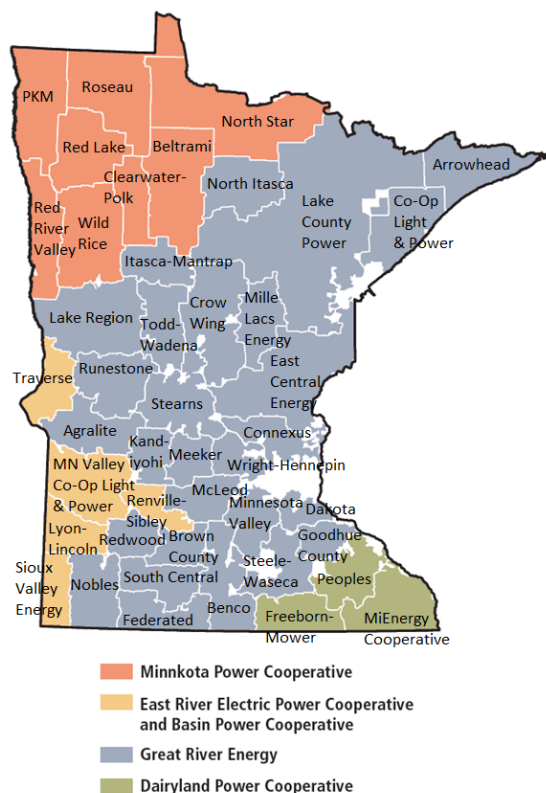 Roseau
PKM
North Star
Red Lake
Beltrami
Arrowhead
Clearwater-
Polk
North Itasca
Red
River
Valley
Wild
Rice
Lake
County
Power
Co-Op
Light
& Power
Itasca-Mantrap
Lake Region
Todd-
Wadena
Crow
Wing
Mille
Lacs
Energy
Traverse
Runestone
East
Central
Energy
Stearns
Agralite
Connexus
Kand-
iyohi
Meeker
Wright-Hennepin
MN Valley
Co-Op Light
& Power
Renville-
Sibley
McLeod
Minnesota
Valley
Dakota
Lyon-
Lincoln
Redwood
Brown
County
Goodhue
County
Sioux
Valley
Energy
Nobles
South Central
Steele-
Waseca
Peoples
Federated
Benco
Freeborn-
Mower
MiEnergy
Cooperative
Minnkota Power Cooperative
East River Electric Power Cooperative
and Basin Power Cooperative
Great River Energy
Dairyland Power Cooperative